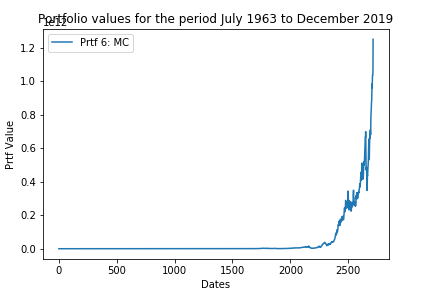 Portfolio values for the period July 1963 to December 2019
1e12
Prtf 6: MC
1.2
1.0
0.8
0.6
0.4
0.2
0.0
Prtf Value
0 500 1000 1500 2000 2500
Dates